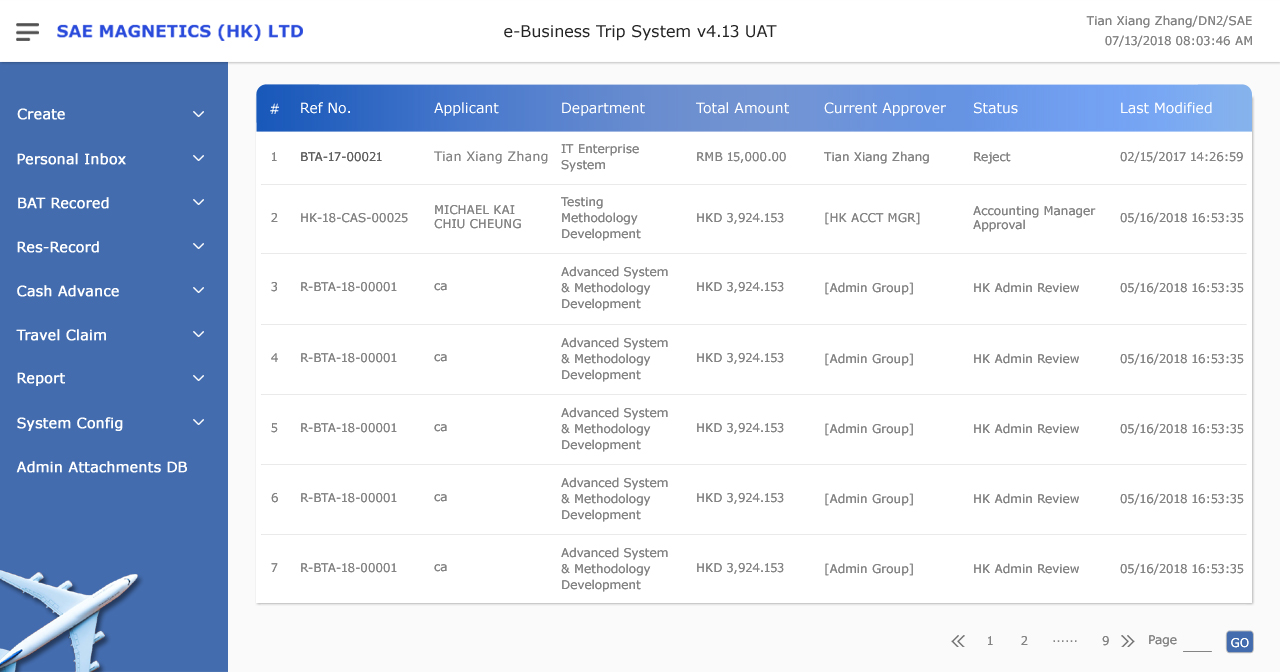 SAE MAGNETICS (HK) LTD
e-Business Trip System v4.13 UAT
Tian Xiang Zhang/DN2/SAE
07/13/2018 08:03:46 AM
Create
Personal Inbox
BAT Recored
Res-Record
Cash Advance
Travel Claim
Report
System Config
Admin Attachments DB
# Ref No. Applicant Department Total Amount Current Approver Status Last Modified
1 BTA-17-00021 Tian Xiang Zhang IT Enterprise System RMB 15,000.00 Tian Xiang Zhang Reject 02/15/2017 14:26:59
2 HK-18-CAS-00025 MICHAEL KAI CHIU CHEUNG Testing Methodology Development HKD 3,924.153 [HK ACCT MGR] Accounting Manager Approval 05/16/2018 16:53:35
3 R-BTA-18-00001 ca Advanced System & Methodology Development HKD 3,924.153 [Admin Group] HK Admin Review 05/16/2018 16:53:35
4 R-BTA-18-00001 ca Advanced System & Methodology Development HKD 3,924.153 [Admin Group] HK Admin Review 05/16/2018 16:53:35
5 R-BTA-18-00001 ca Advanced System & Methodology Development HKD 3,924.153 [Admin Group] HK Admin Review 05/16/2018 16:53:35
6 R-BTA-18-00001 ca Advanced System & Methodology Development HKD 3,924.153 [Admin Group] HK Admin Review 05/16/2018 16:53:35
7 R-BTA-18-00001 ca Advanced System & Methodology Development HKD 3,924.153 [Admin Group] HK Admin Review 05/16/2018 16:53:35
1 2 ...... 9 Page GO